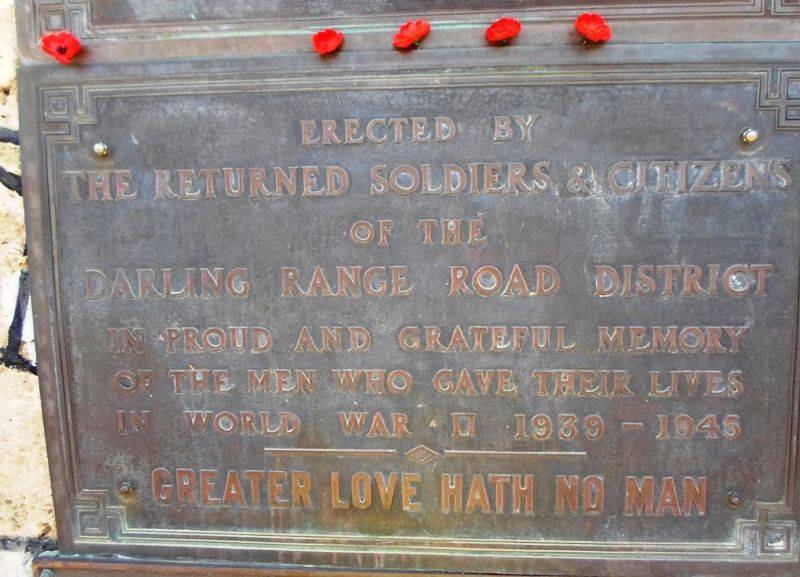 ERECTED BY
THE RETURNED SOLDIERS & CITIZENS
OF THE
DARLING RANGE ROAD DISTRICT
IN PROUD AND GRATEFUL MEMORY
OF THE MEN WHO GAVE THEIR LIVES
IN WORLD WAR II 1939 - 1945
GREATER LOVE HATH NO MAN